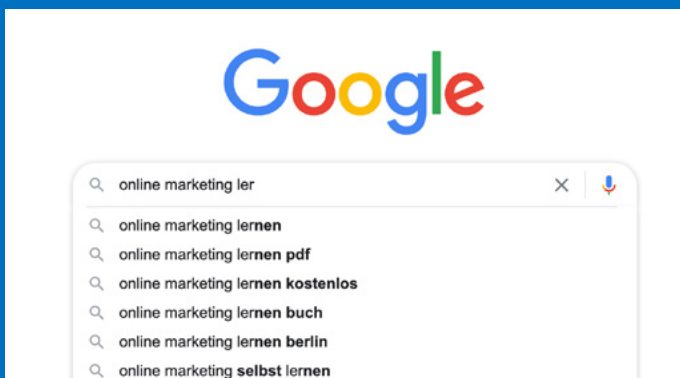 Google
online marketing ler
online marketing lernen
online marketing lernen pdf
online marketing lernen kostenlos
online marketing lernen buch
online marketing lernen berlin
online marketing selbst lernen